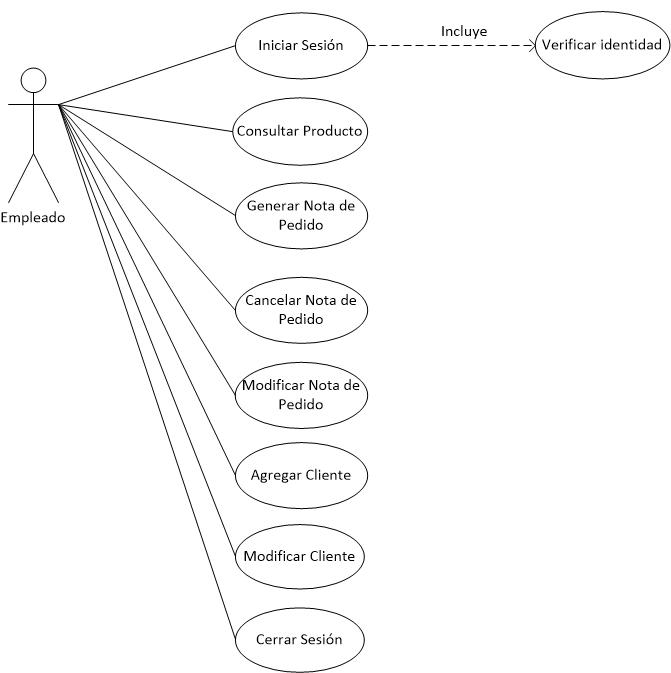 Incluye
Iniciar Sesión
Verificar identidad
Consultar Producto
Empleado
Generar Nota de
Pedido
Cancelar Nota de
Pedido
Modificar Nota de
Pedido
Agregar Cliente
Modificar Cliente
Cerrar Sesión